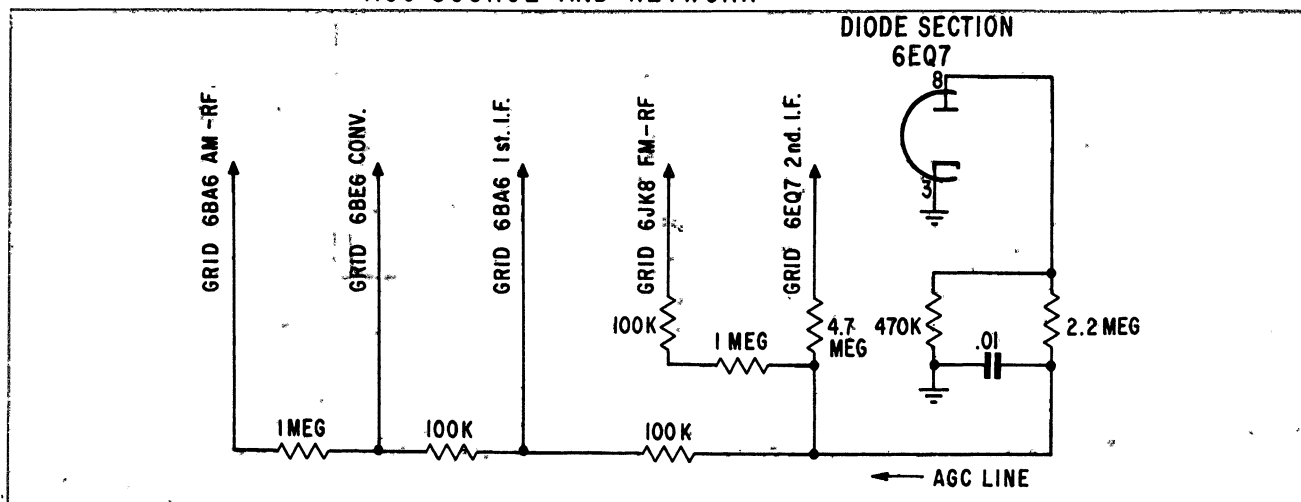 DIODE SECTION
6EQ7
8
3
GRID 6BA6 AM-RF.
GRID 6BE6 CONV.
GRID 6BA6 1st. I.F.
GRID 6JK8 FM-RF
GRID 6EQ7 2nd. I.F.
100K
1 MEG
4.7
MEG
470K
.01
2.2 MEG
1 MEG
100K
100K
AGC LINE